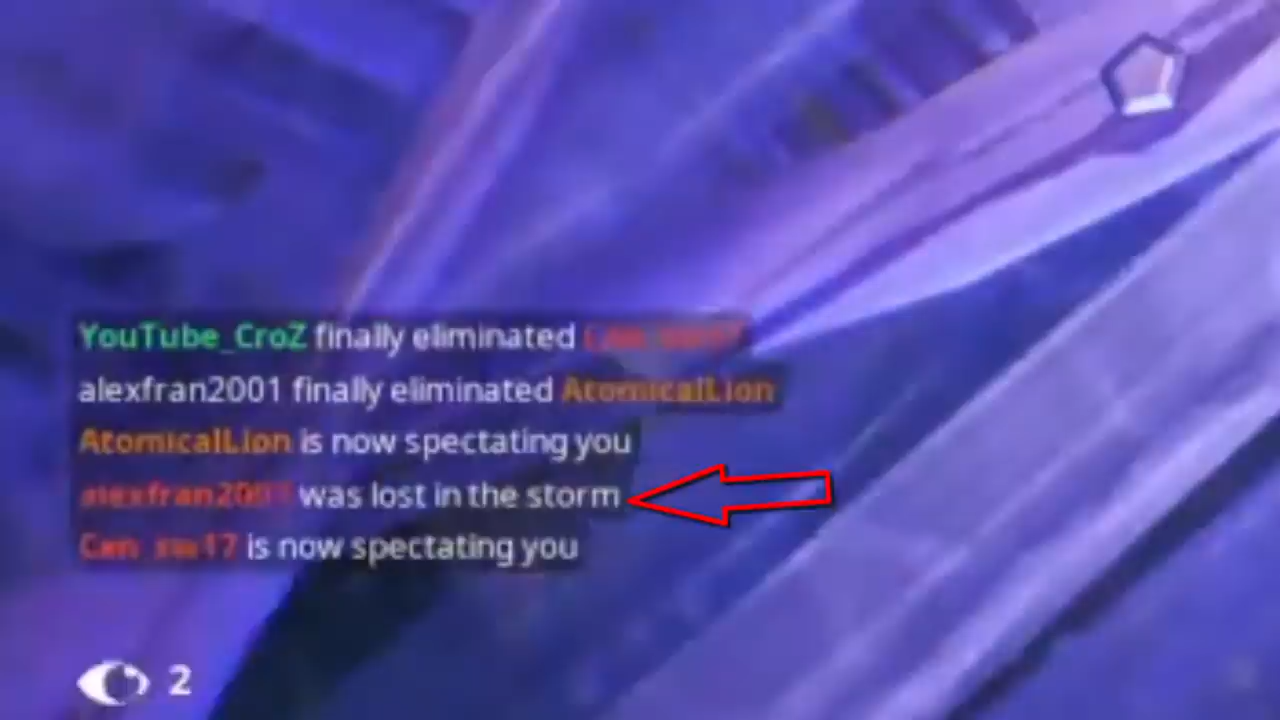 YouTube_CroZ finally eliminated
alexfran2001 finally eliminated AtomicalLion
AtomicalLion is now spectating you
alexfran2001 was lost in the storm
is now spectating you
2